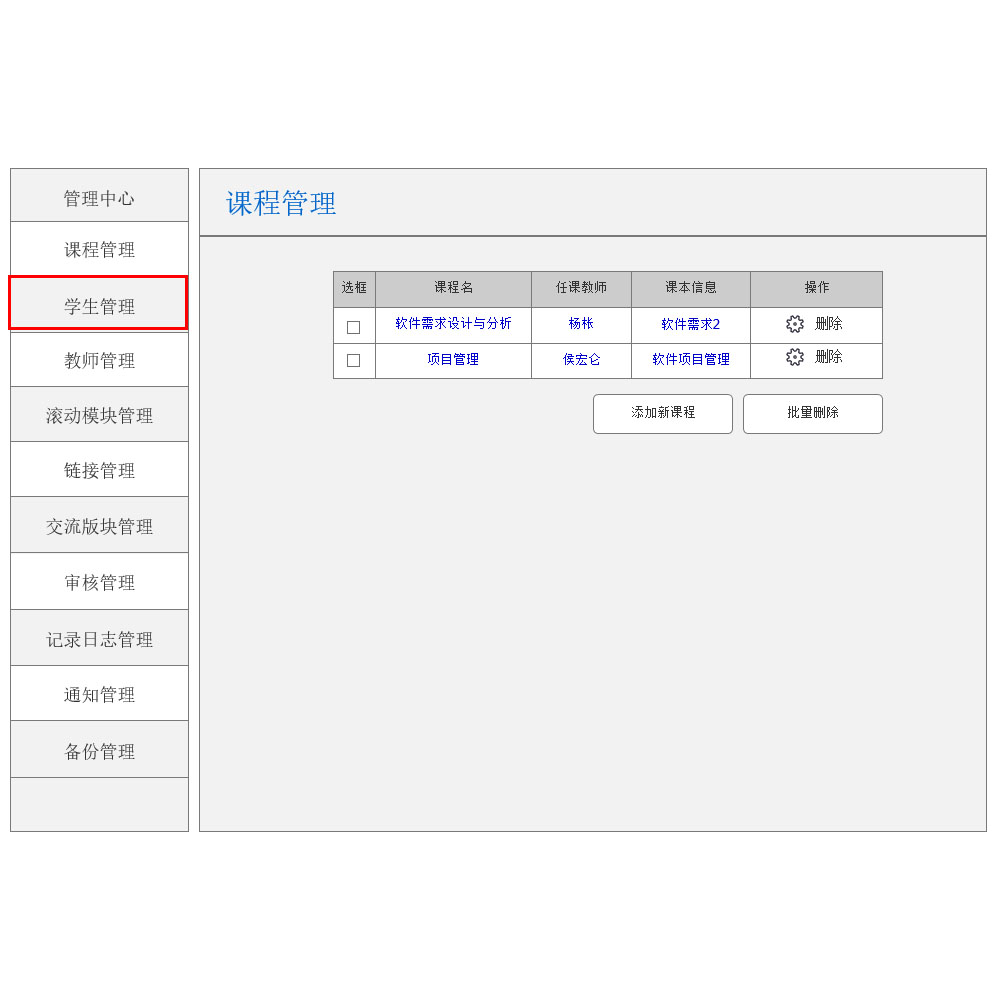 管理中心
课程管理
学生管理
教师管理
滚动模块管理
链接管理
交流版块管理
审核管理
记录日志管理
通知管理
备份管理
课程管理
选框 课程名 任课教师 课本信息 操作
软件需求设计与分析 杨枨 软件需求2 删除
项目管理 侯宏仑 软件项目管理 删除
添加新课程 批量删除